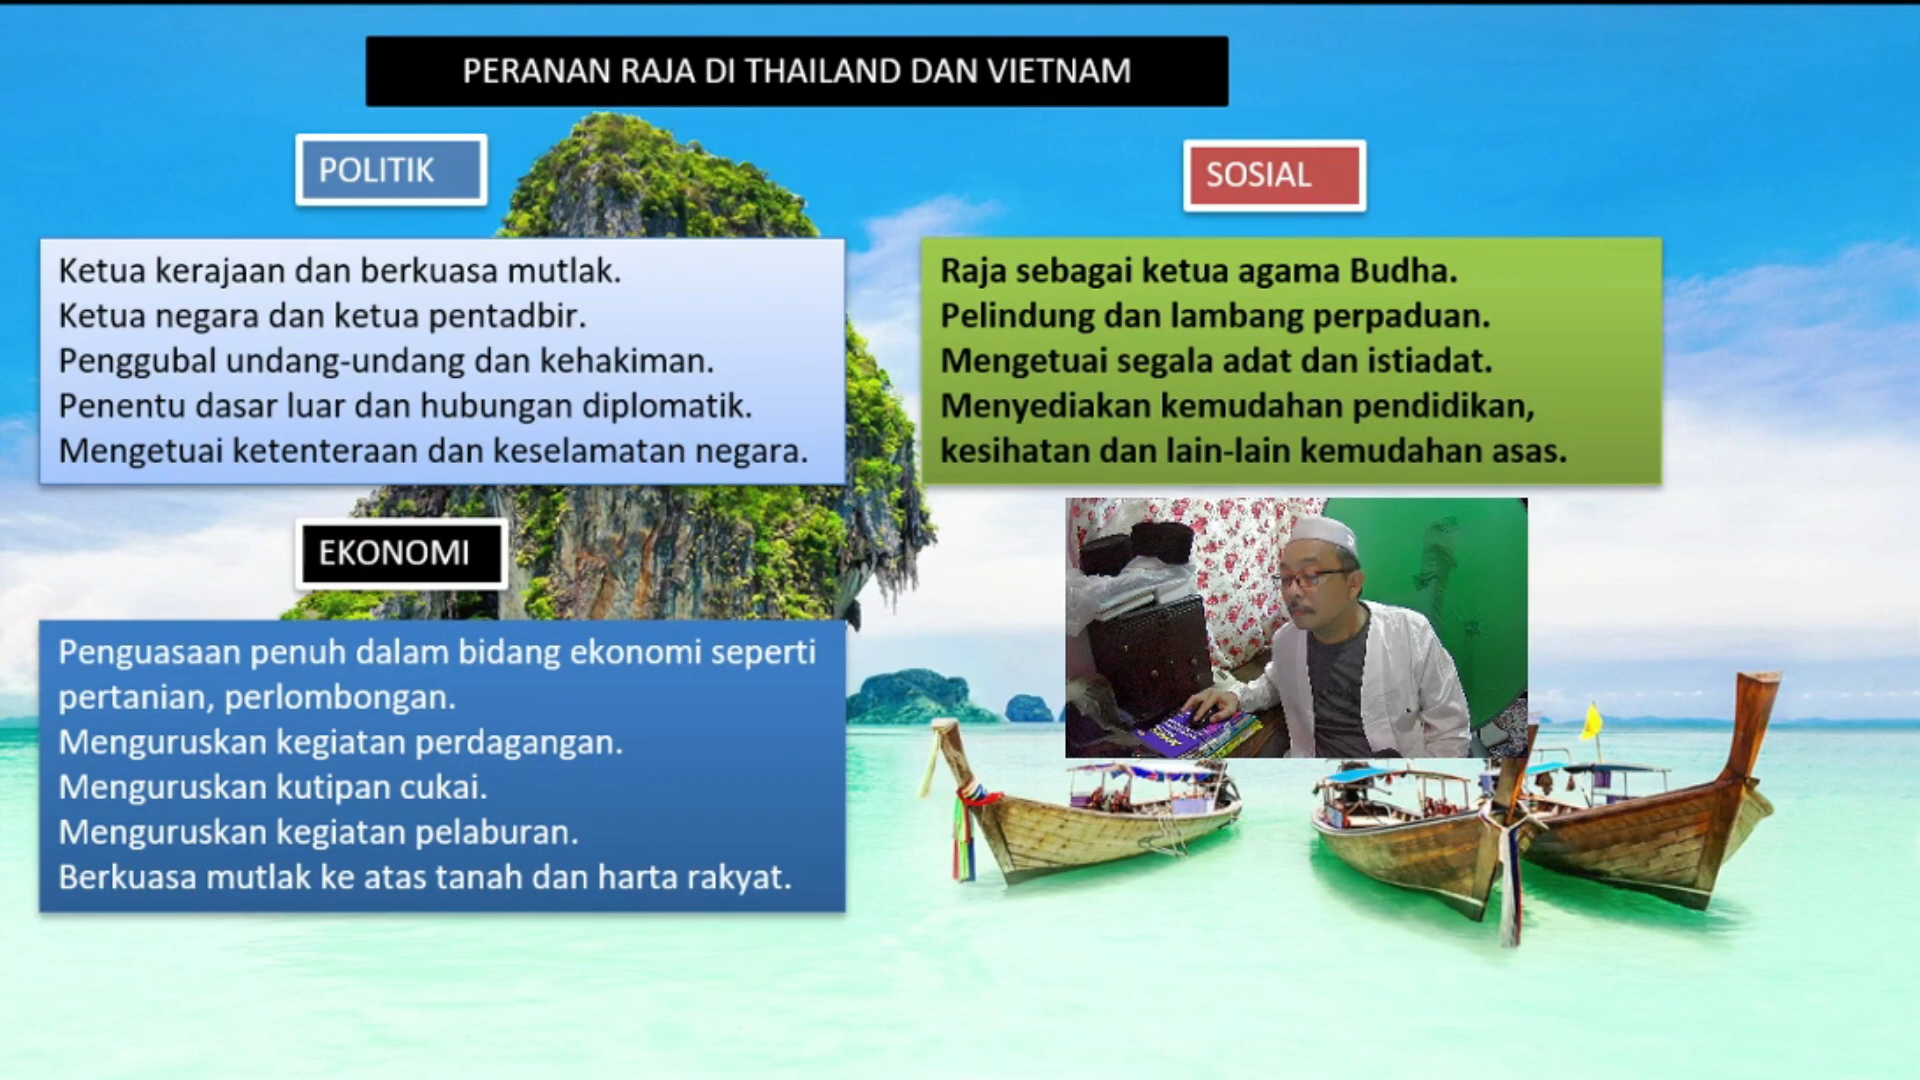 PERANAN RAJA DI THAILAND DAN VIETNAM
POLITIK
Ketua kerajaan dan berkuasa mutlak.
Ketua negara dan ketua pentadbir.
Penggubal undang-undang dan kehakiman.
Penentu dasar luar dan hubungan diplomatik.
Mengetuai ketenteraan dan keselamatan negara.
SOSIAL
Raja sebagai ketua agama Budha.
Pelindung dan lambang perpaduan.
Mengetuai segala adat dan istiadat.
Menyediakan kemudahan pendidikan,
kesihatan dan lain-lain kemudahan asas.
EKONOMI
Penguasaan penuh dalam bidang ekonomi seperti
pertanian, perlombongan.
Menguruskan kegiatan perdagangan.
Menguruskan kutipan cukai.
Menguruskan kegiatan pelaburan.
Berkuasa mutlak ke atas tanah dan harta rakyat.